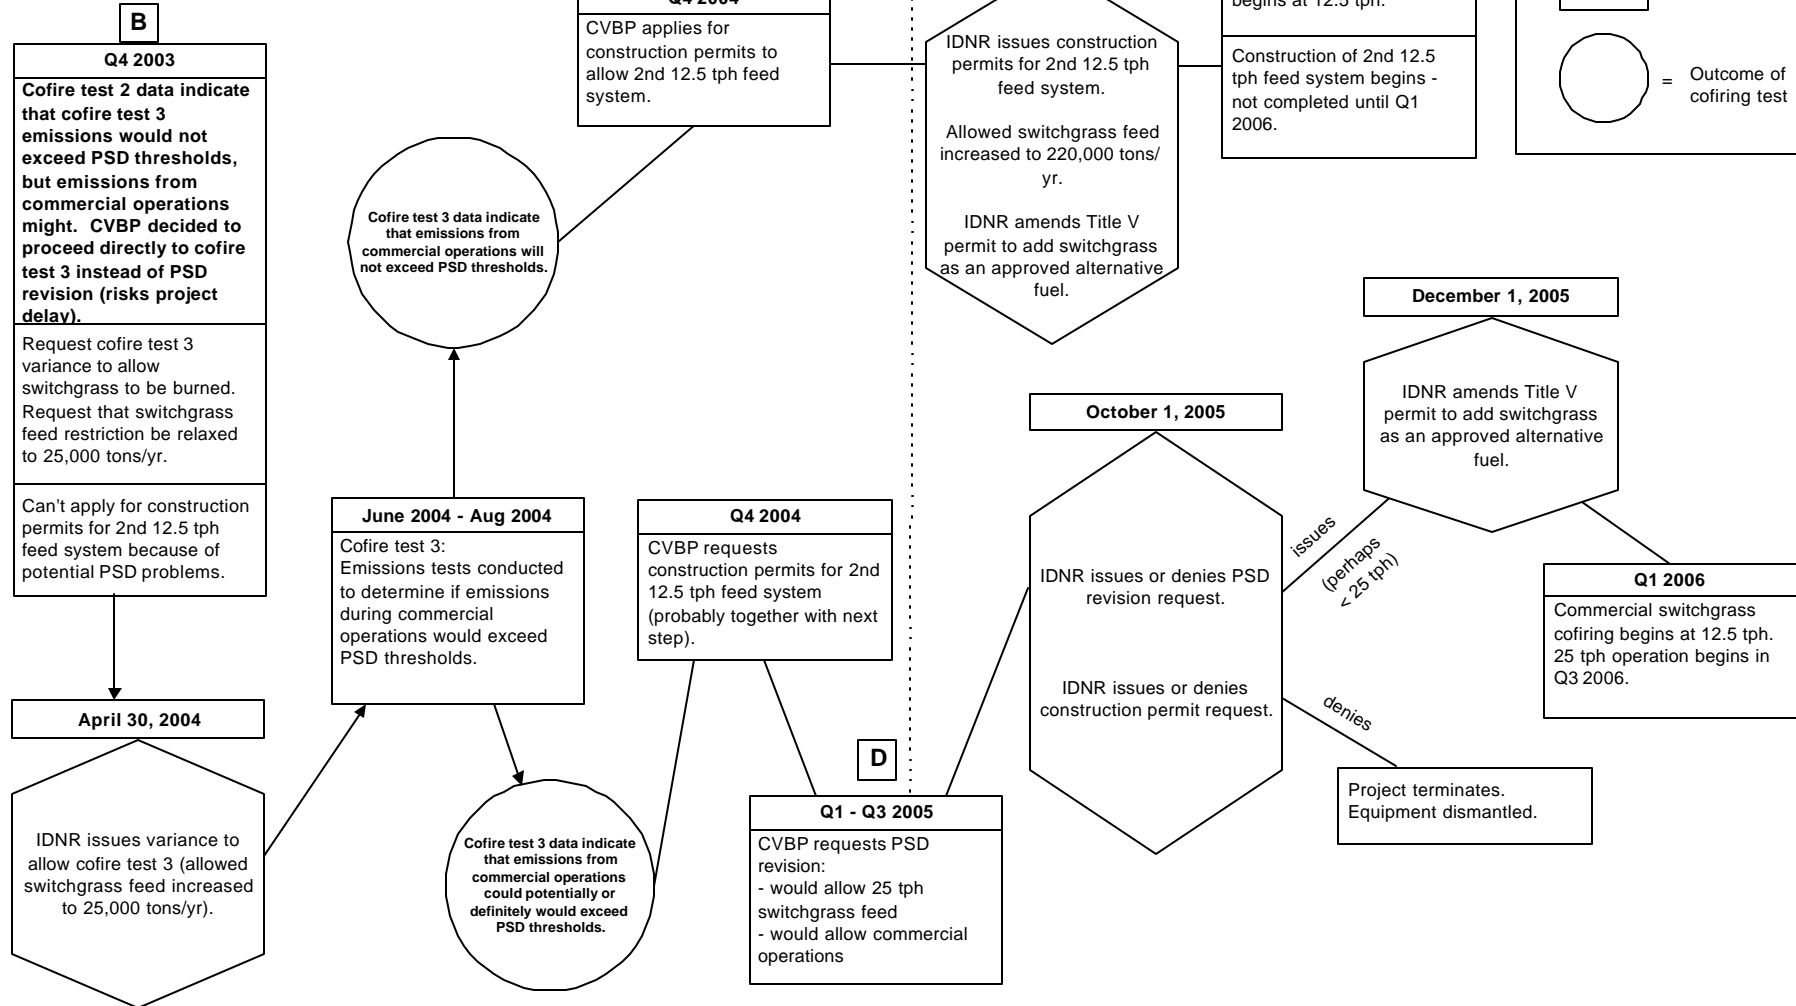 B
Q4 2003
Cofire test 2 data indicate
that cofire test 3
emissions would not
exceed PSD thresholds,
but emissions from
commercial operations
might. CVBP decided to
proceed directly to cofire
test 3 instead of PSD
revision (risks project
delay).
Request cofire test 3
variance to allow
switchgrass to be burned.
Request that switchgrass
feed restriction be relaxed
to 25,000 tons/yr.
Can't apply for construction
permits for 2nd 12.5 tph
feed system because of
potential PSD problems.
April 30, 2004
IDNR issues variance to
allow cofire test 3 (allowed
switchgrass feed increased
to 25,000 tons/yr).
June 2004 - Aug 2004
Cofire test 3:
Emissions tests conducted
to determine if emissions
during commercial
operations would exceed
PSD thresholds.
Cofire test 3 data indicate
that emissions from
commercial operations will
not exceed PSD thresholds.
Q4 2004
CVBP applies for
construction permits to
allow 2nd 12.5 tph feed
system.
IDNR issues construction
permits for 2nd 12.5 tph
feed system.
Allowed switchgrass feed
increased to 220,000 tons/
yr.
IDNR amends Title V
permit to add switchgrass
as an approved alternative
fuel.
begins at 12.5 tph.
Construction of 2nd 12.5
tph feed system begins -
not completed until Q1
2006.
= Outcome of
cofiring test
Cofire test 3 data indicate
that emissions from
commercial operations
could potentially or
definitely would exceed
PSD thresholds.
Q4 2004
CVBP requests
construction permits for 2nd
12.5 tph feed system
(probably together with next
step).
D
Q1 - Q3 2005
CVBP requests PSD
revision:
- would allow 25 tph
switchgrass feed
- would allow commercial
operations
October 1, 2005
IDNR issues or denies PSD
revision request.
IDNR issues or denies
construction permit request.
issues
(perhaps
< 25 tph)
denies
December 1, 2005
IDNR amends Title V
permit to add switchgrass
as an approved alternative
fuel.
Q1 2006
Commercial switchgrass
cofiring begins at 12.5 tph.
25 tph operation begins in
Q3 2006.
Project terminates.
Equipment dismantled.